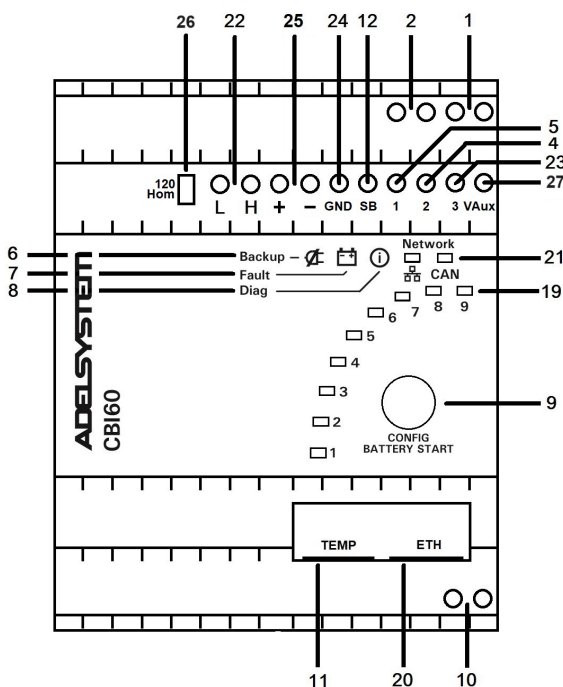 26 22 25 24 12 2 1
5
4
23
27
120
Hom
L H + − GND SB 1 2 3 VAux
6 Backup
7 Fault
8 Diag
Network
21
CAN
19
7 8 9
6
5
4
3
2
1
ADELSYSTEM
CBI60
9
CONFIG
BATTERY START
TEMP ETH
11 20 10